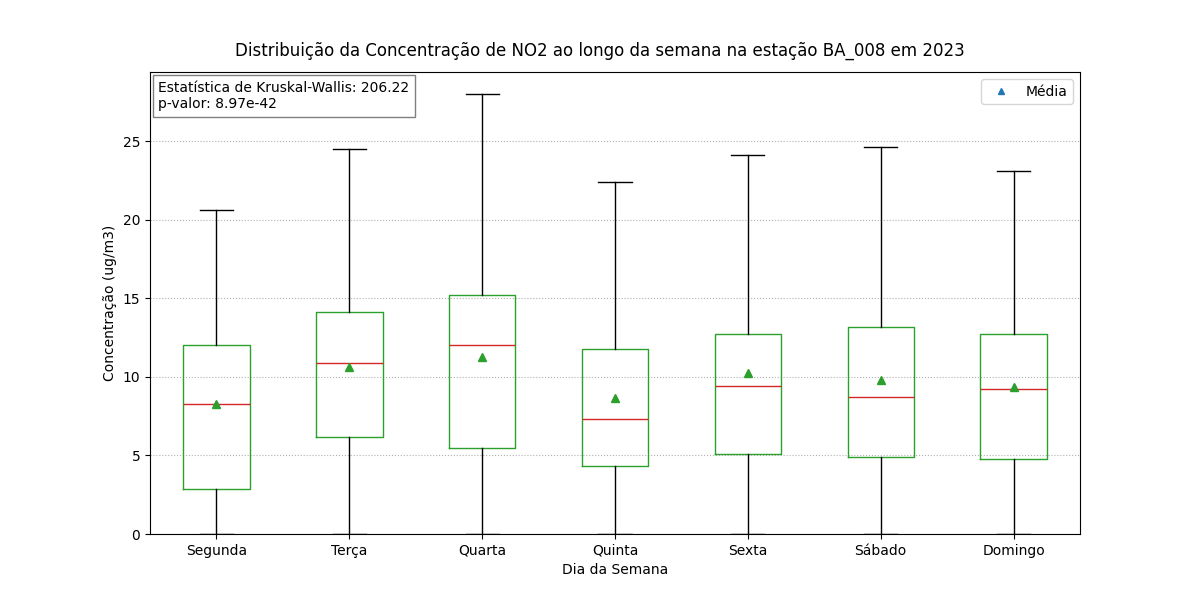 Distribuição da Concentração de NO2 ao longo da semana na estação BA_008 em 2023
Estatística de Kruskal-Wallis: 206.22
p-valor: 8.97e-42
Média
Concentração (ug/m3)
25
20
15
10
5
0
Segunda Terça Quarta Quinta Sexta Sábado Domingo
Dia da Semana